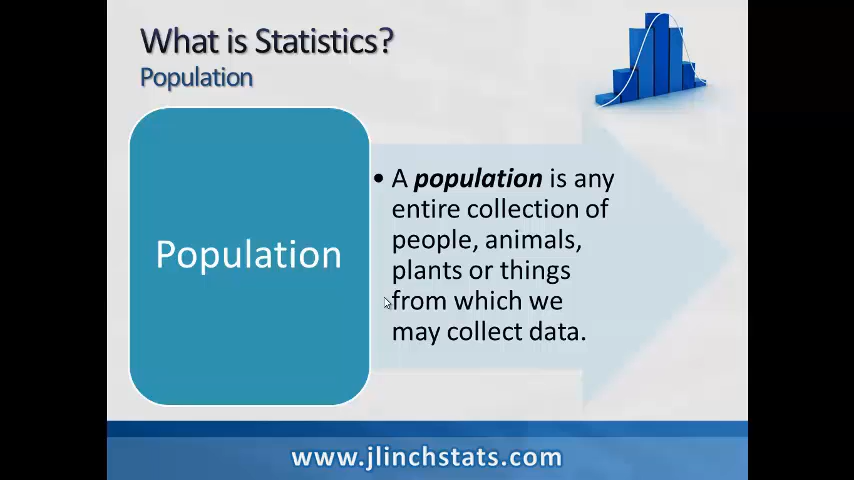 What is Statistics?
Population
Population
• A population is any
entire collection of
people, animals,
plants or things
from which we
may collect data.
www.jlinchstats.com